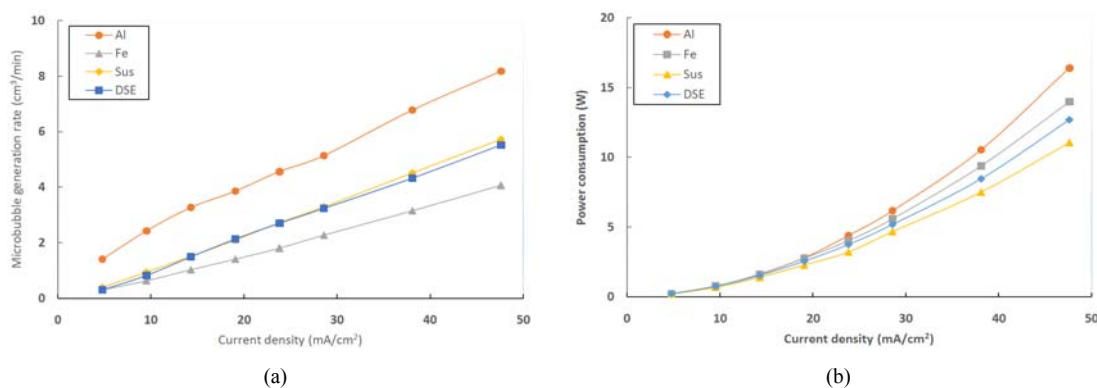 10
8
6
4
2
0
Microbubble generation rate (cm³/min)
Al
Fe
Sus
DSE
0 10 20 30 40 50
Current density (mA/cm²)
(a)
20
15
10
5
0
Power consumption (W)
Al
Fe
Sus
DSE
0 10 20 30 40 50
Current density (mA/cm²)
(b)